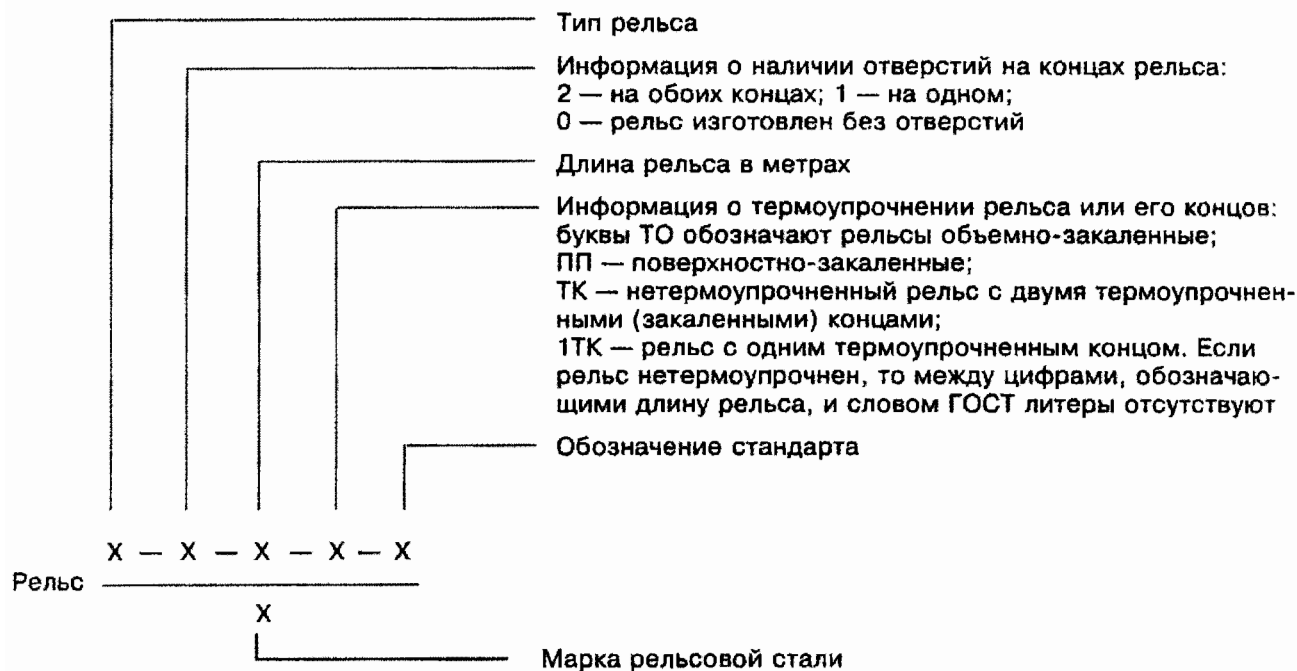 Тип рельса
Информация о наличии отверстий на концах рельса:
2 — на обоих концах; 1 — на одном;
0 — рельс изготовлен без отверстий
Длина рельса в метрах
Информация о термоупрочнении рельса или его концов:
буквы ТО обозначают рельсы объемно-закаленные;
ПП — поверхностно-закаленные;
ТК — нетермоупрочненный рельс с двумя термоупрочнен-
ными (закаленными) концами;
1ТК — рельс с одним термоупрочненным концом. Если
рельс нетермоупрочнен, то между цифрами, обозначаю-
щими длину рельса, и словом ГОСТ литеры отсутствуют
Обозначение стандарта
Х — Х — Х — Х — Х
Рельс
Х
Марка рельсовой стали